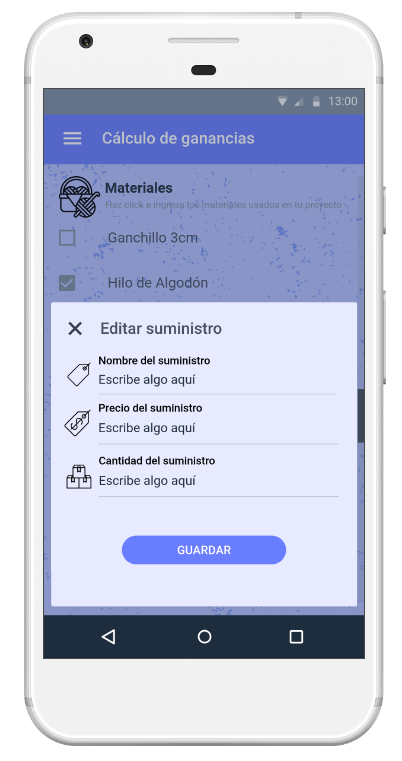 13:00
Cálculo de ganancias
Materiales
Haz click e ingresa los materiales usados en tu proyecto
Ganchillo 3cm
Hilo de Algodón
Editar suministro
Nombre del suministro
Escribe algo aquí
Precio del suministro
Escribe algo aquí
Cantidad del suministro
Escribe algo aquí
GUARDAR